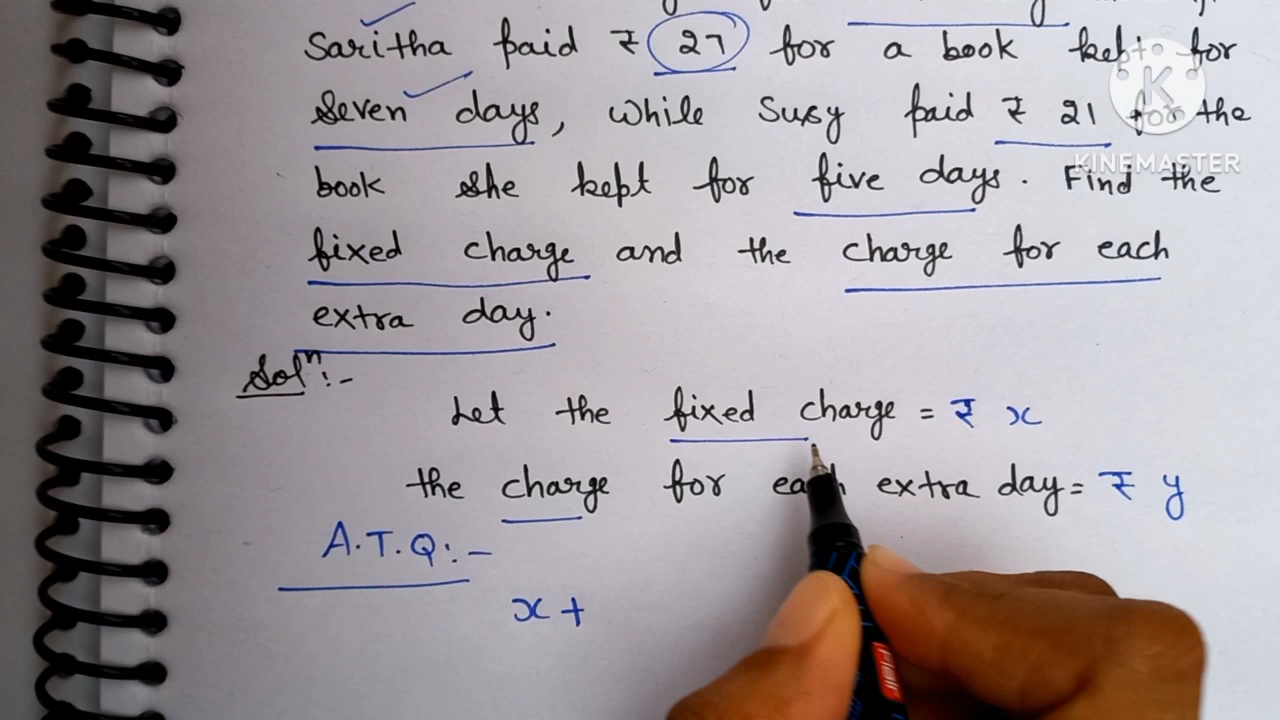 Saritha paid ₹ 27 for a book kept for
Seven days, while Susy paid ₹ 21 for the
book she kept for five days. Find the
fixed charge and the charge for each
extra day.
Solⁿ:-
Let the fixed charge = ₹ x
the charge for each extra day = ₹ y
A.T.Q:-
x +
K
KINEMASTER